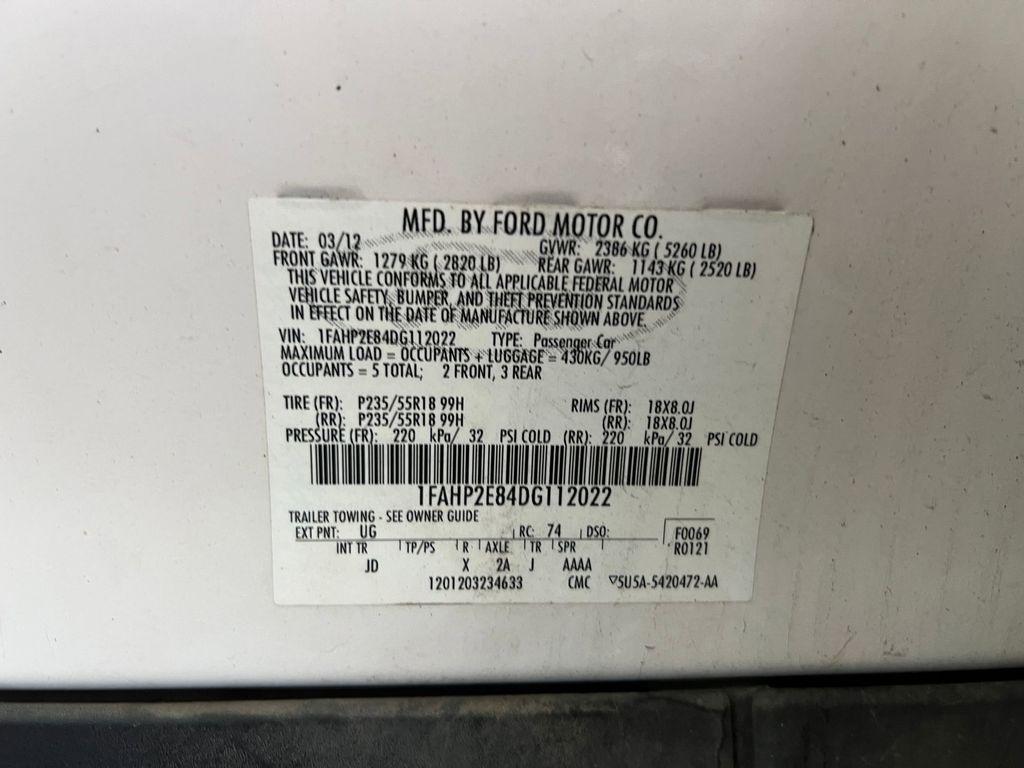 MFD. BY FORD MOTOR CO.
DATE: 03/12 GVWR: 2386 KG ( 5260 LB)
FRONT GAWR: 1279 KG ( 2820 LB) REAR GAWR: 1143 KG ( 2520 LB)
THIS VEHICLE CONFORMS TO ALL APPLICABLE FEDERAL MOTOR
VEHICLE SAFETY, BUMPER, AND THEFT PREVENTION STANDARDS
IN EFFECT ON THE DATE OF MANUFACTURE SHOWN ABOVE.
VIN: 1FAHP2E84DG112022 TYPE: Passenger Car
MAXIMUM LOAD = OCCUPANTS + LUGGAGE = 430KG/ 950LB
OCCUPANTS = 5 TOTAL; 2 FRONT, 3 REAR
TIRE (FR): P235/55R18 99H RIMS (FR): 18X8.0J
(RR): P235/55R18 99H (RR): 18X8.0J
PRESSURE (FR): 220 kPa/ 32 PSI COLD (RR): 220 kPa/ 32 PSI COLD
1FAHP2E84DG112022
TRAILER TOWING - SEE OWNER GUIDE
EXT PNT: UG RC: 74 DSO: F0069
INT TR TP/PS R AXLE TR SPR R0121
JD X 2A J AAAA
1201203234633 CMC ▽5U5A-5420472-AA